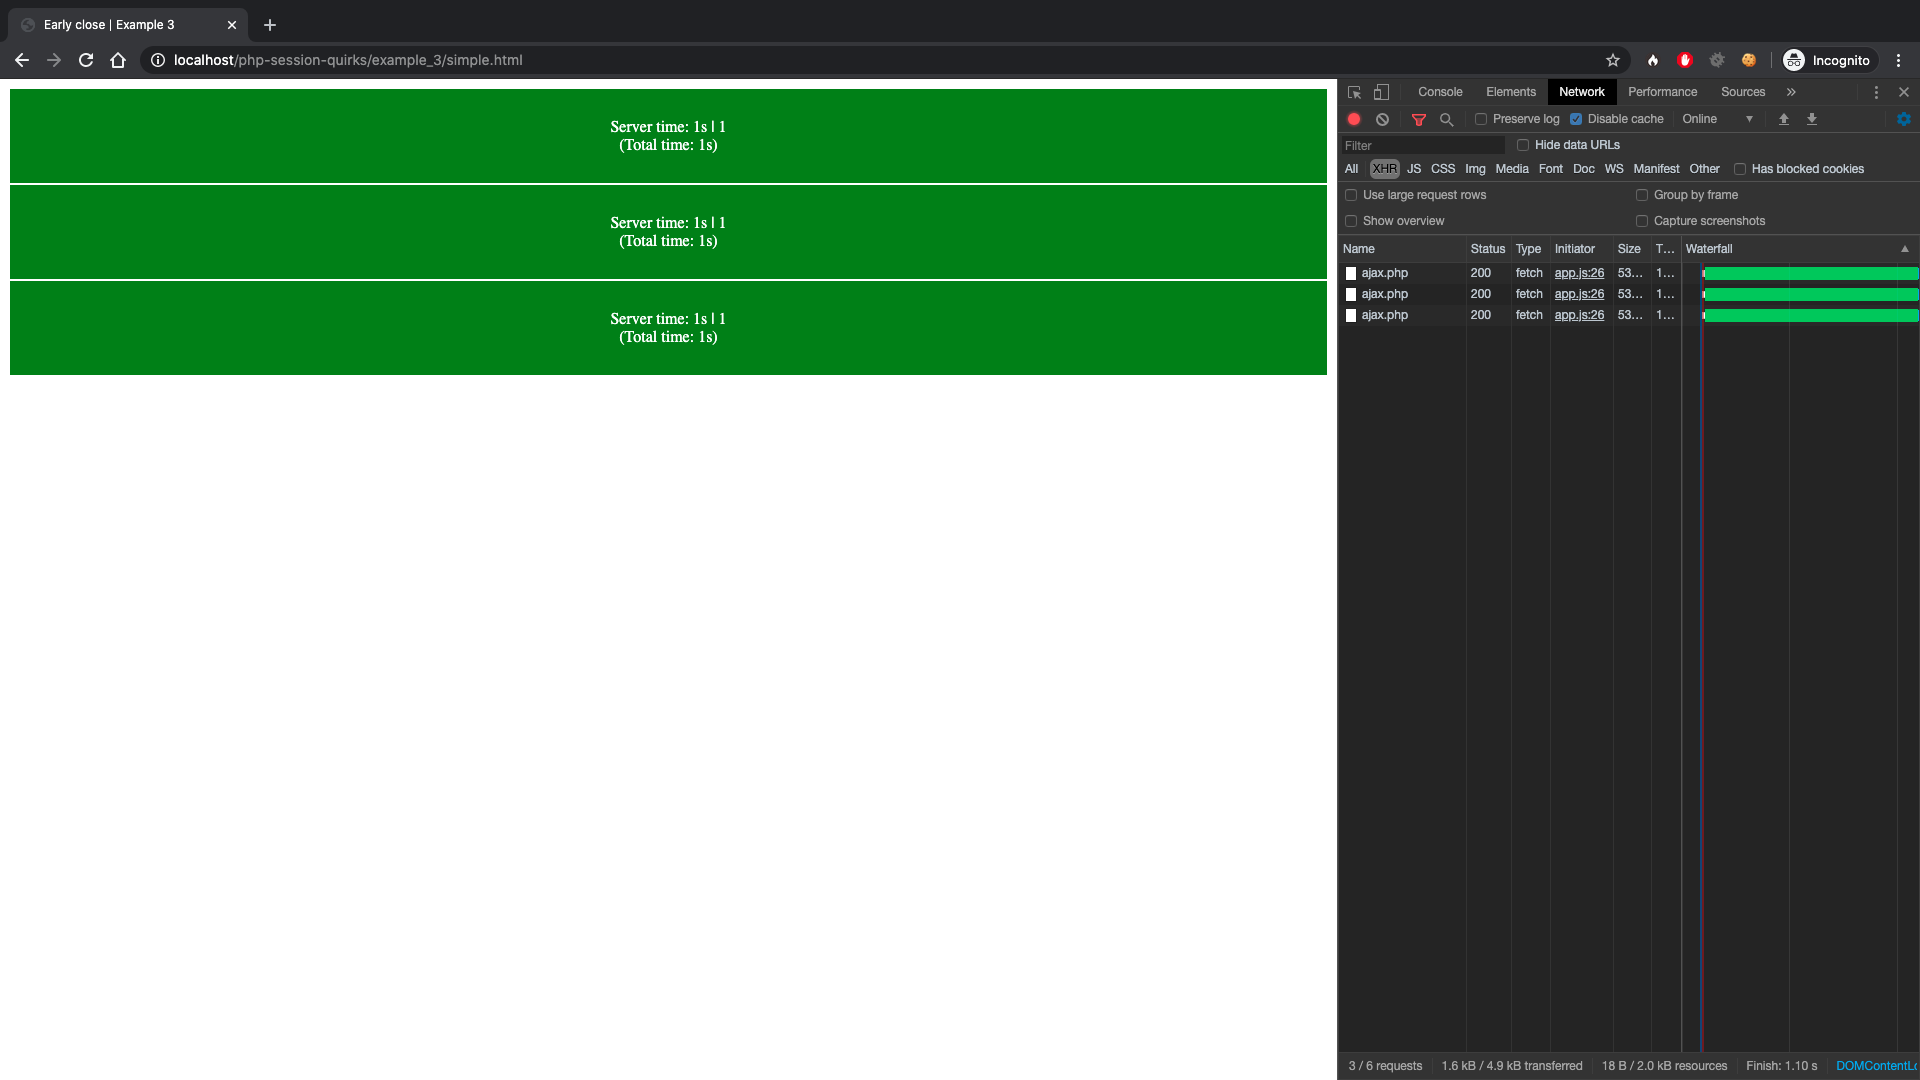 Early close | Example 3
localhost/php-session-quirks/example_3/simple.html
Incognito
Server time: 1s | 1
(Total time: 1s)
Server time: 1s | 1
(Total time: 1s)
Server time: 1s | 1
(Total time: 1s)
Console Elements Network Performance Sources
Preserve log Disable cache Online
Filter Hide data URLs
All XHR JS CSS Img Media Font Doc WS Manifest Other Has blocked cookies
Use large request rows Group by frame
Show overview Capture screenshots
Name Status Type Initiator Size T... Waterfall
ajax.php 200 fetch app.js:26 53... 1...
ajax.php 200 fetch app.js:26 53... 1...
ajax.php 200 fetch app.js:26 53... 1...
3 / 6 requests 1.6 kB / 4.9 kB transferred 18 B / 2.0 kB resources Finish: 1.10 s DOMContentLo